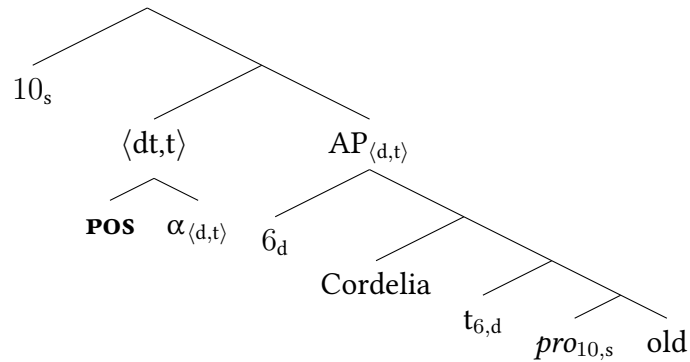 10ₛ
⟨dt,t⟩ AP⟨d,t⟩
POS α⟨d,t⟩ 6d
Cordelia
t6,d
pro10,s old